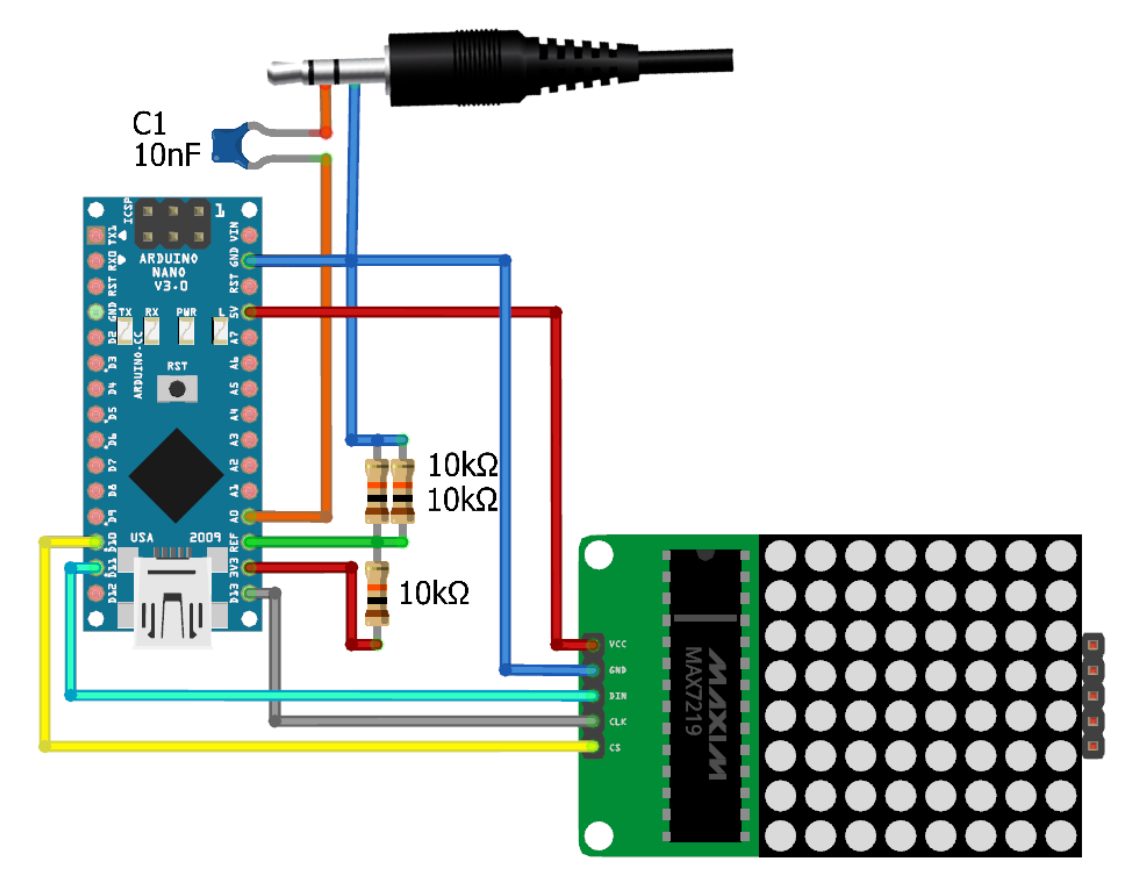 C1
10nF
ICSP
1
TX1
RX0
RST
GND
D2
D3
D4
D5
D6
D7
D8
D9
D10
D11
D12
VIN
GND
RST
5V
A7
A6
A5
A4
A3
A2
A1
A0
REF
3V3
D13
ARDUINO
NANO
V3.0
TX RX PWR L
ARDUINO.CC
RST
USA 2009
10kΩ
10kΩ
10kΩ
VCC
GND
DIN
CLK
CS
MAXIM
MAX7219